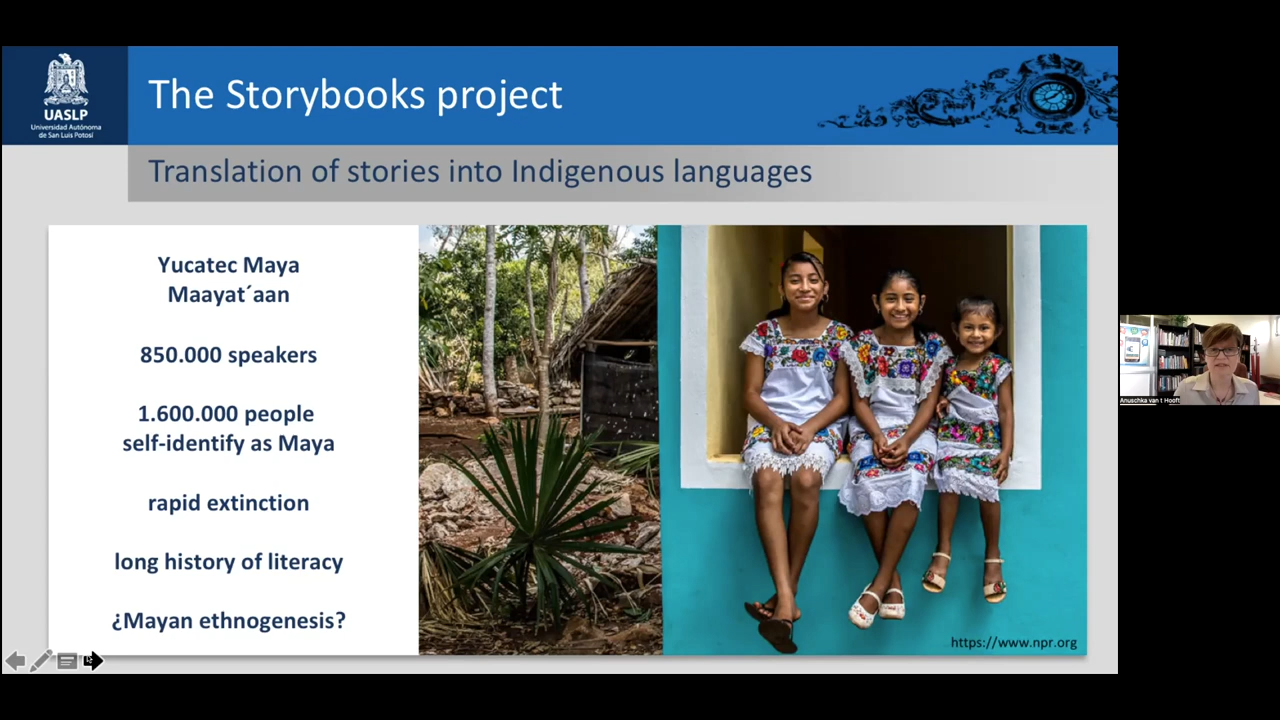 UASLP
Universidad Autónoma
de San Luis Potosí
The Storybooks project
Translation of stories into Indigenous languages
Yucatec Maya
Maayat´aan
850.000 speakers
1.600.000 people
self-identify as Maya
rapid extinction
long history of literacy
¿Mayan ethnogenesis?
https://www.npr.org
Anuschka van t Hooft